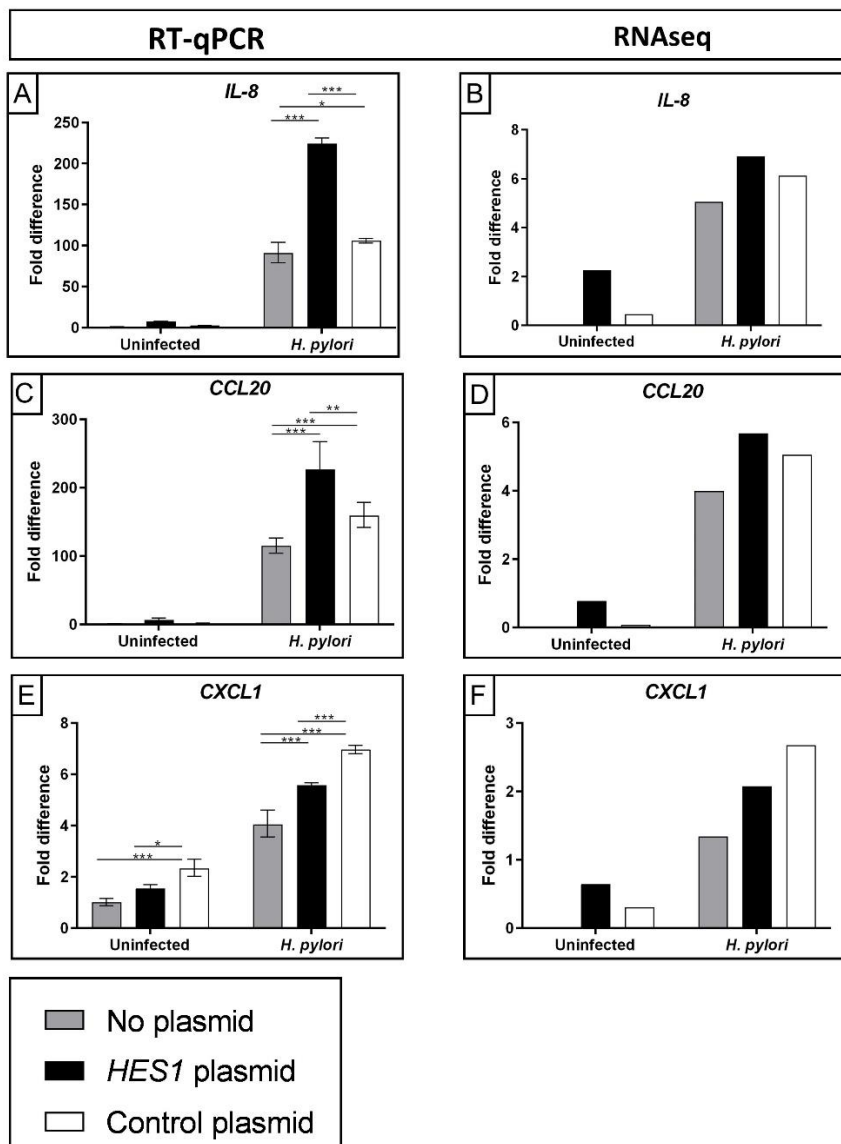 RT-qPCR
RNAseq
A
IL-8
Fold difference
250
200
150
100
50
0
***
*
***
Uninfected
H. pylori
B
IL-8
Fold difference
8
6
4
2
0
Uninfected
H. pylori
C
CCL20
Fold difference
300
200
100
0
**
***
***
Uninfected
H. pylori
D
CCL20
Fold difference
6
4
2
0
Uninfected
H. pylori
E
CXCL1
Fold difference
8
6
4
2
0
*
***
***
***
***
Uninfected
H. pylori
F
CXCL1
Fold difference
3
2
1
0
Uninfected
H. pylori
No plasmid
HES1 plasmid
Control plasmid